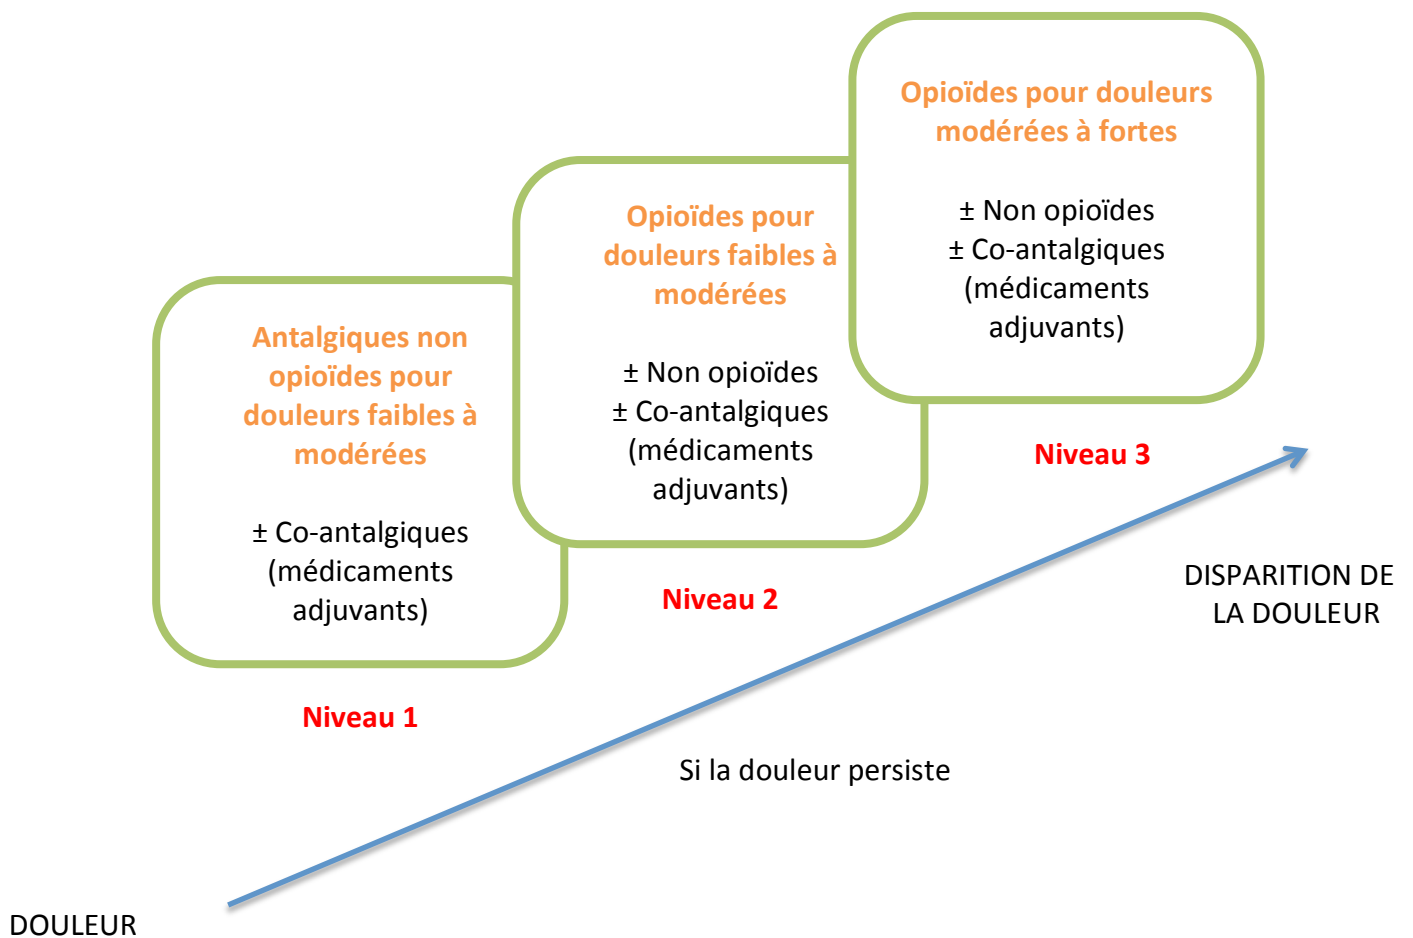 Opioïdes pour douleurs
modérées à fortes
± Non opioïdes
± Co-antalgiques
(médicaments
adjuvants)
Niveau 3
Opioïdes pour
douleurs faibles à
modérées
± Non opioïdes
± Co-antalgiques
(médicaments
adjuvants)
Niveau 2
Antalgiques non
opioïdes pour
douleurs faibles à
modérées
± Co-antalgiques
(médicaments
adjuvants)
Niveau 1
DISPARITION DE
LA DOULEUR
Si la douleur persiste
DOULEUR